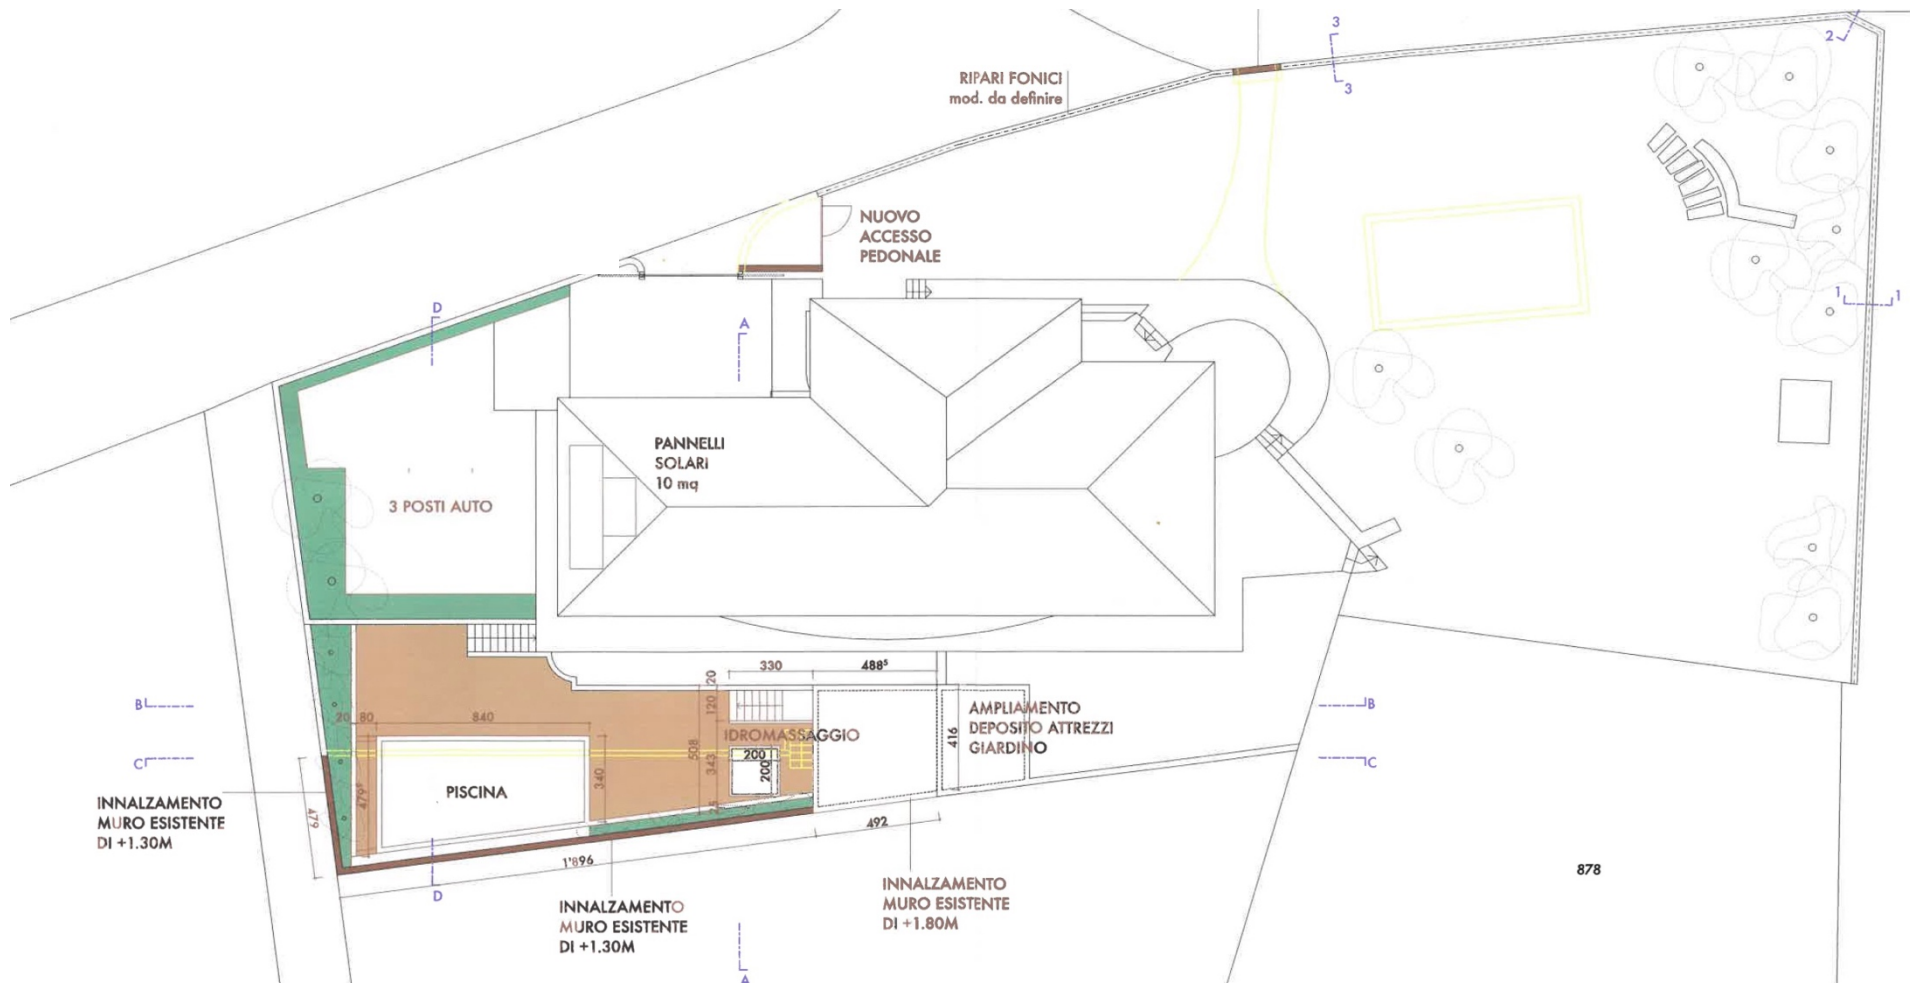 3
3
2
RIPARI FONICI
mod. da definire
NUOVO
ACCESSO
PEDONALE
1
1
D
A
PANNELLI
SOLARI
10 mq
3 POSTI AUTO
330
488⁵
20
120
B
B
20
80
840
AMPLIAMENTO
DEPOSITO ATTREZZI
GIARDINO
416
IDROMASSAGGIO
508
343
200
200
C
C
479⁵
340
PISCINA
INNALZAMENTO
MURO ESISTENTE
DI +1.30M
479
25
492
1'896
D
INNALZAMENTO
MURO ESISTENTE
DI +1.30M
INNALZAMENTO
MURO ESISTENTE
DI +1.80M
878
A